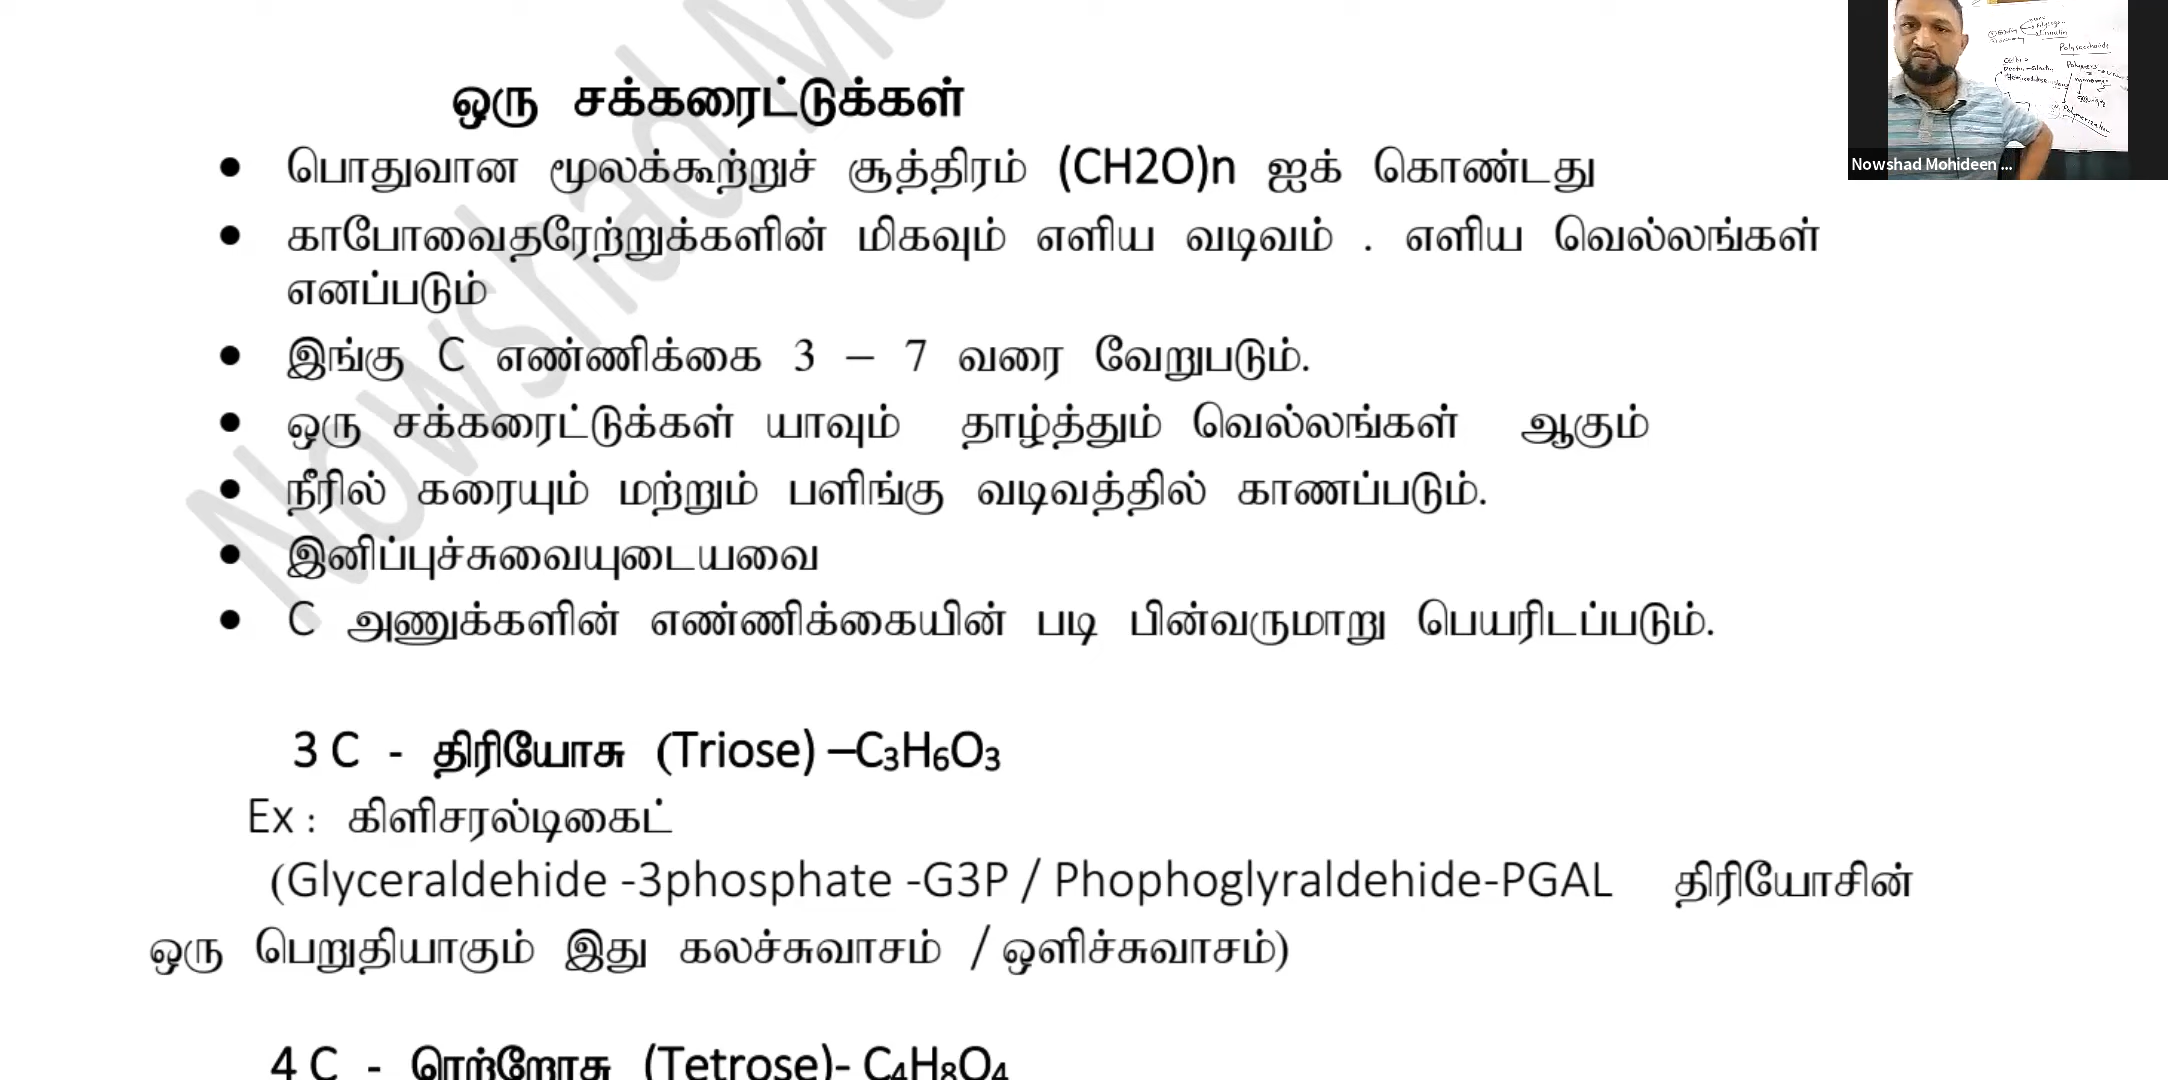 ஒரு சக்கரைட்டுக்கள்
• பொதுவான மூலக்கூற்றுச் சூத்திரம் (CH2O)n ஐக் கொண்டது
• காபோவைதரேற்றுக்களின் மிகவும் எளிய வடிவம் . எளிய வெல்லங்கள்
எனப்படும்
• இங்கு C எண்ணிக்கை 3 – 7 வரை வேறுபடும்.
• ஒரு சக்கரைட்டுக்கள் யாவும் தாழ்த்தும் வெல்லங்கள் ஆகும்
• நீரில் கரையும் மற்றும் பளிங்கு வடிவத்தில் காணப்படும்.
• இனிப்புச்சுவையுடையவை
• C அணுக்களின் எண்ணிக்கையின் படி பின்வருமாறு பெயரிடப்படும்.
3 C - திரியோசு (Triose) –C₃H₆O₃
Ex : கிளிசரல்டிகைட்
(Glyceraldehide -3phosphate -G3P / Phophoglyraldehide-PGAL திரியோசின்
ஒரு பெறுதியாகும் இது கலச்சுவாசம் / ஒளிச்சுவாசம்)
4 C - ரெற்றோசு (Tetrose)- C₄H₈O₄
Nowshad Mohideen ...
Polysaccharide
Polymerization
Nowshad